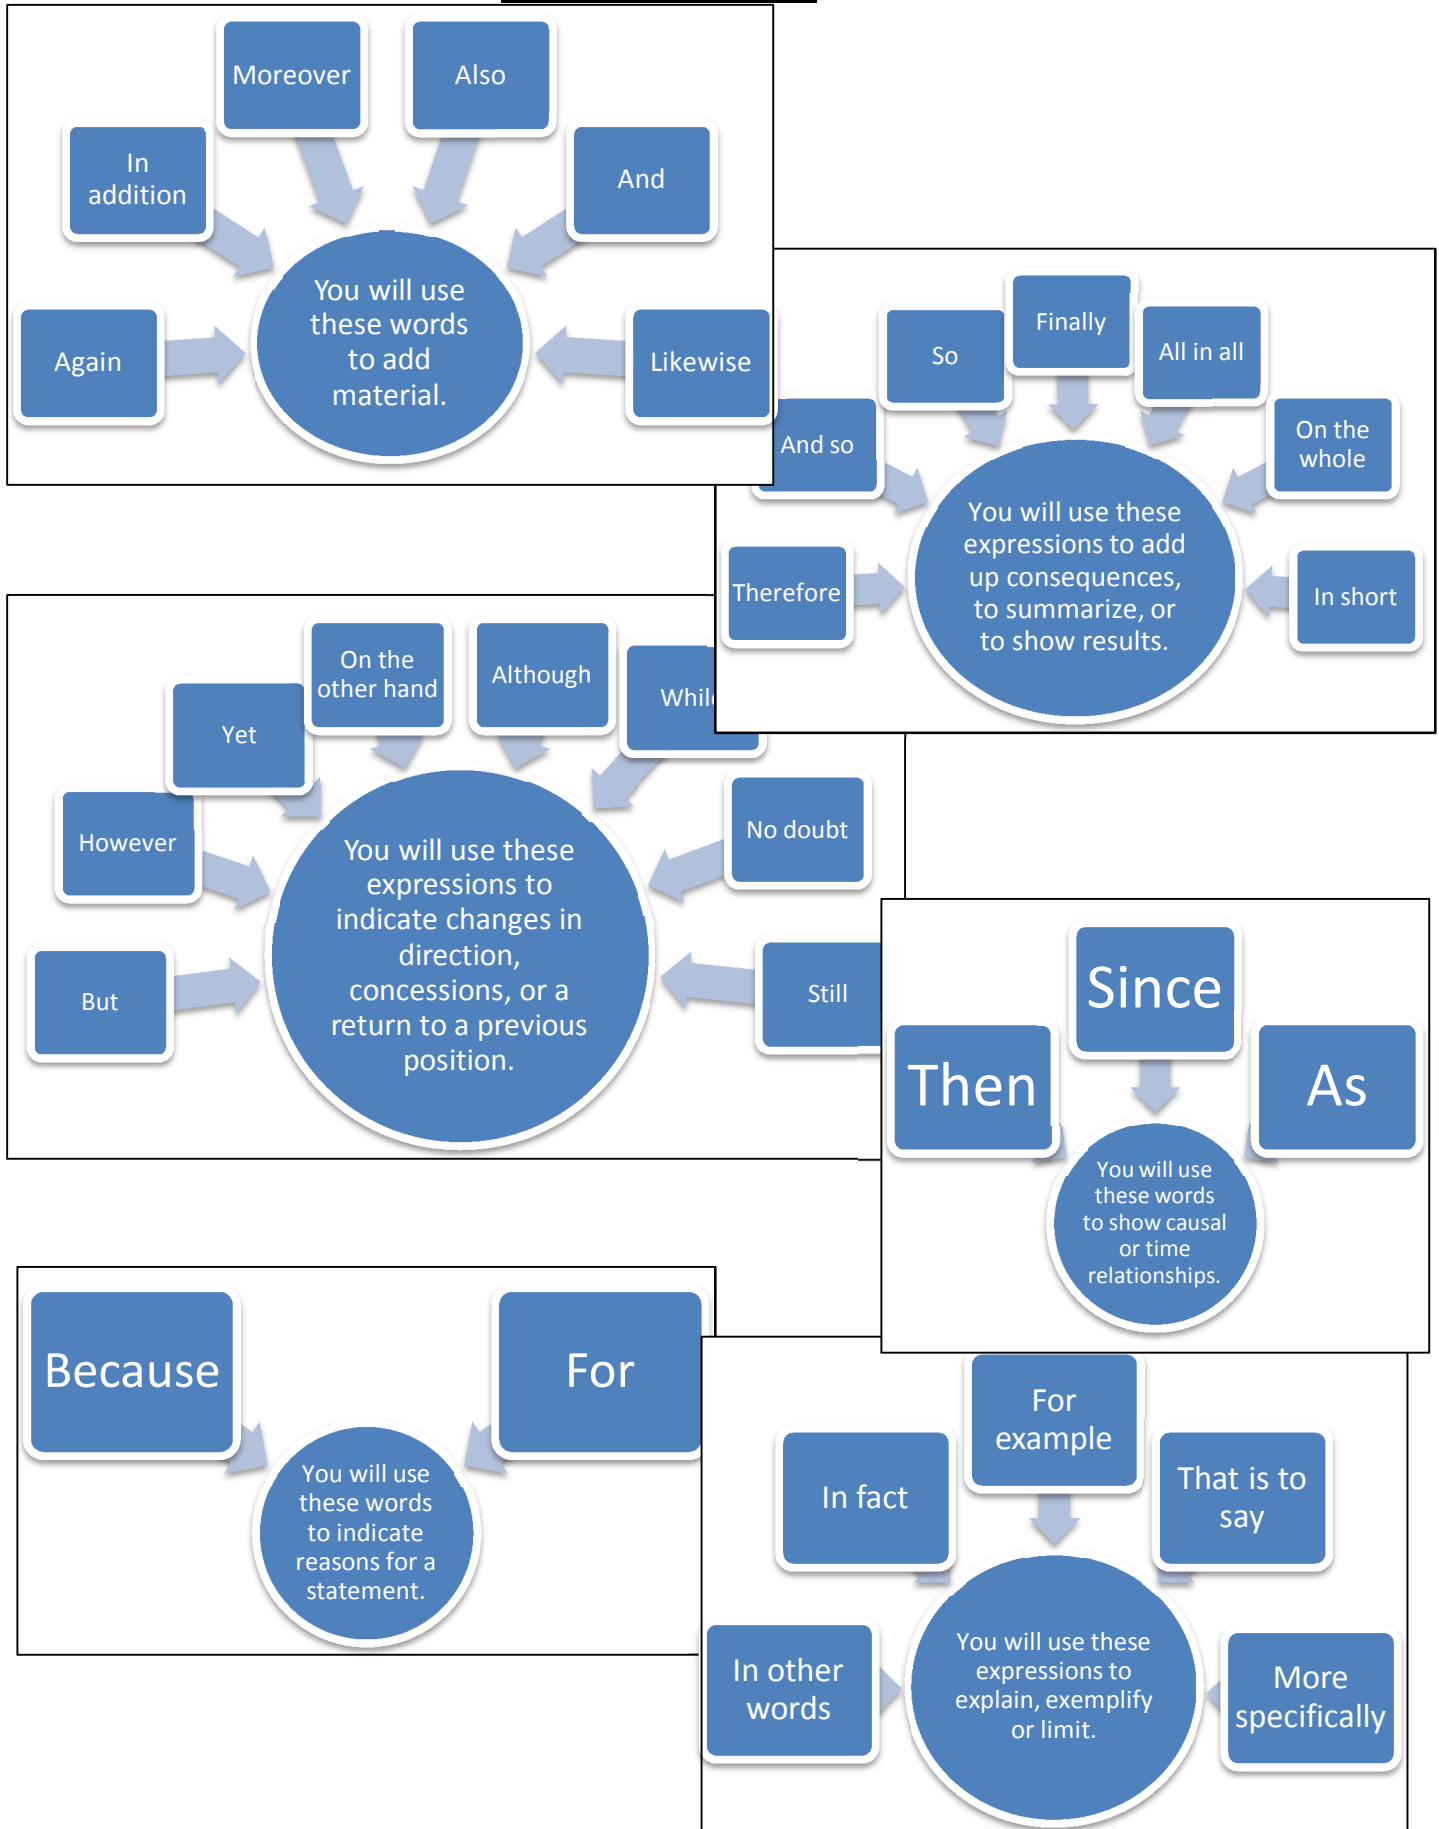 Moreover
Also
In
addition
And
Again
Likewise
You will use
these words
to add
material.
Finally
So
All in all
And so
On the
whole
Therefore
In short
You will use these
expressions to add
up consequences,
to summarize, or
to show results.
On the
other hand
Although
While
Yet
However
No doubt
But
Still
You will use these
expressions to
indicate changes in
direction,
concessions, or a
return to a previous
position.
Since
Then
As
You will use
these words
to show causal
or time
relationships.
Because
For
You will use
these words
to indicate
reasons for a
statement.
For
example
In fact
That is to
say
In other
words
More
specifically
You will use these
expressions to
explain, exemplify
or limit.